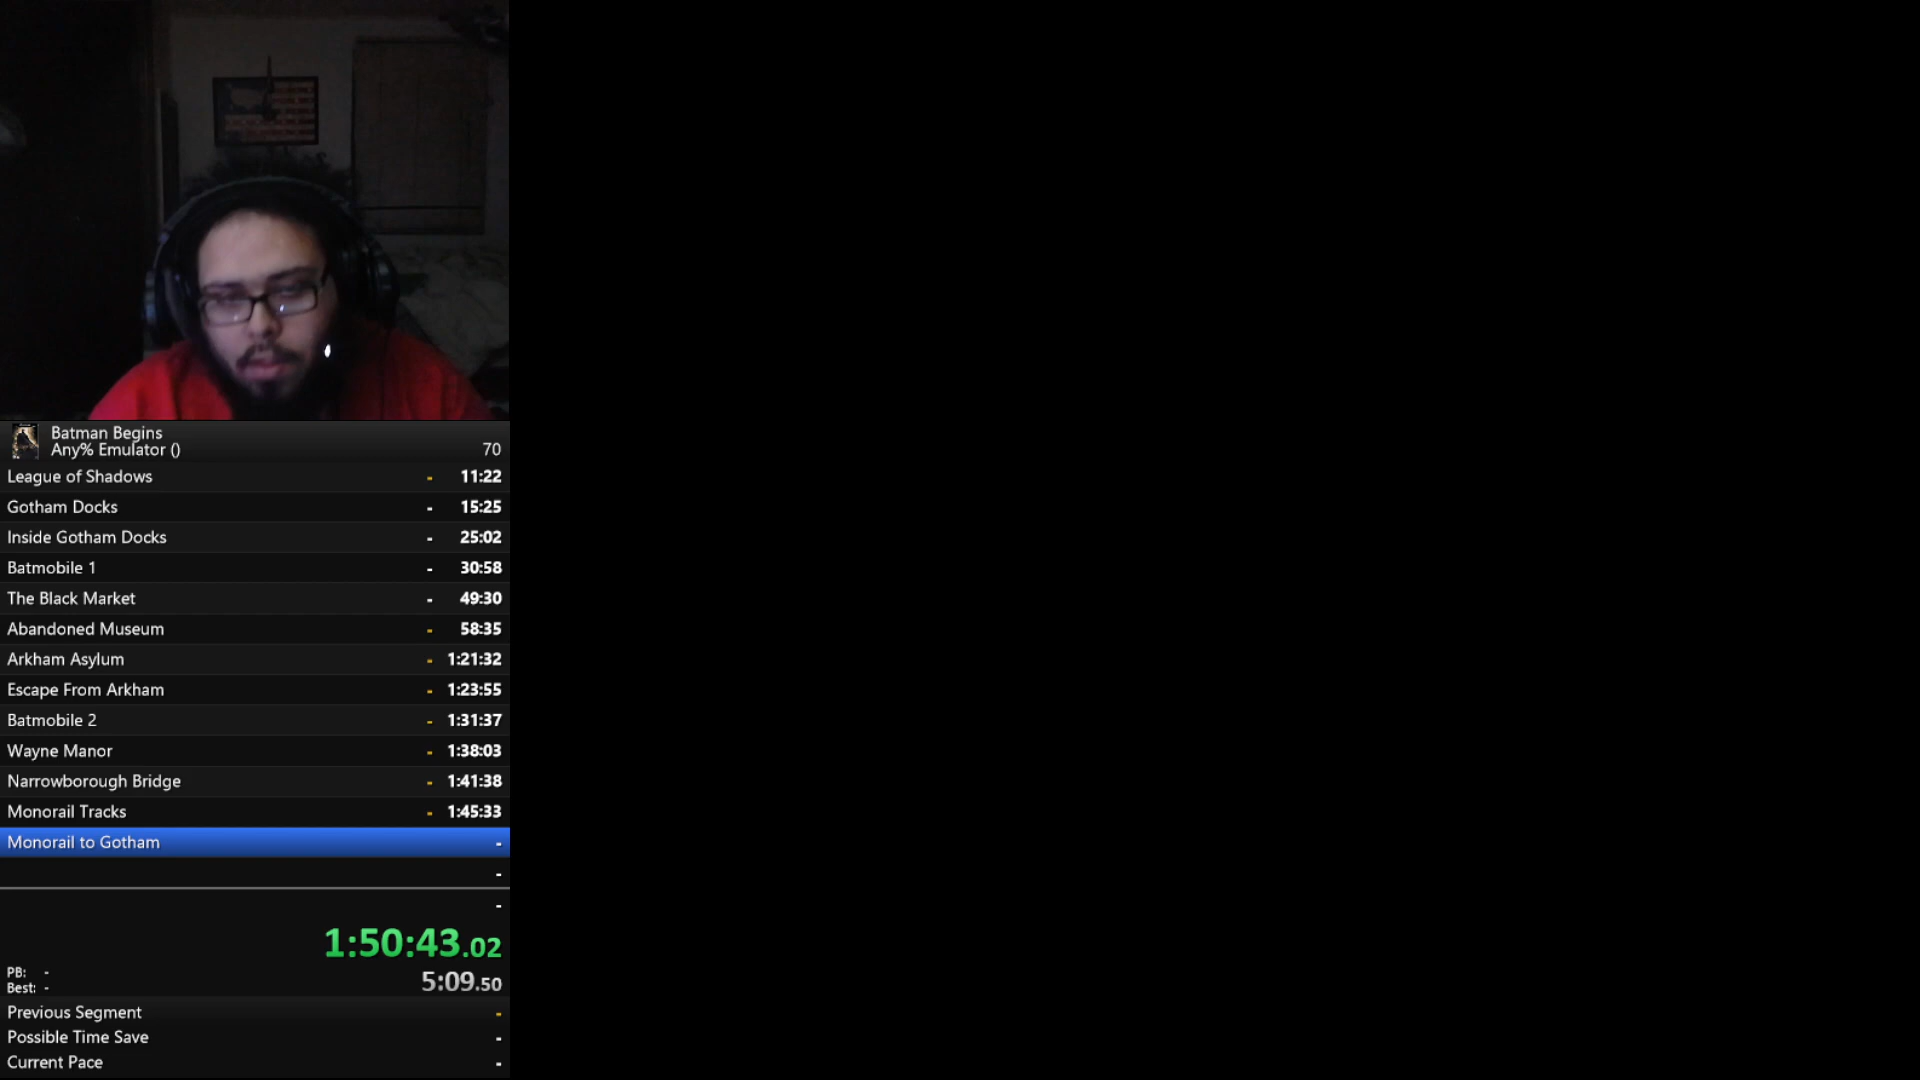 Batman Begins
Any% Emulator () 70
League of Shadows - 11:22
Gotham Docks - 15:25
Inside Gotham Docks - 25:02
Batmobile 1 - 30:58
The Black Market - 49:30
Abandoned Museum - 58:35
Arkham Asylum - 1:21:32
Escape From Arkham - 1:23:55
Batmobile 2 - 1:31:37
Wayne Manor - 1:38:03
Narrowborough Bridge - 1:41:38
Monorail Tracks - 1:45:33
Monorail to Gotham -
-
-
1:50:43.02
PB: -
Best: - 5:09.50
Previous Segment -
Possible Time Save -
Current Pace -